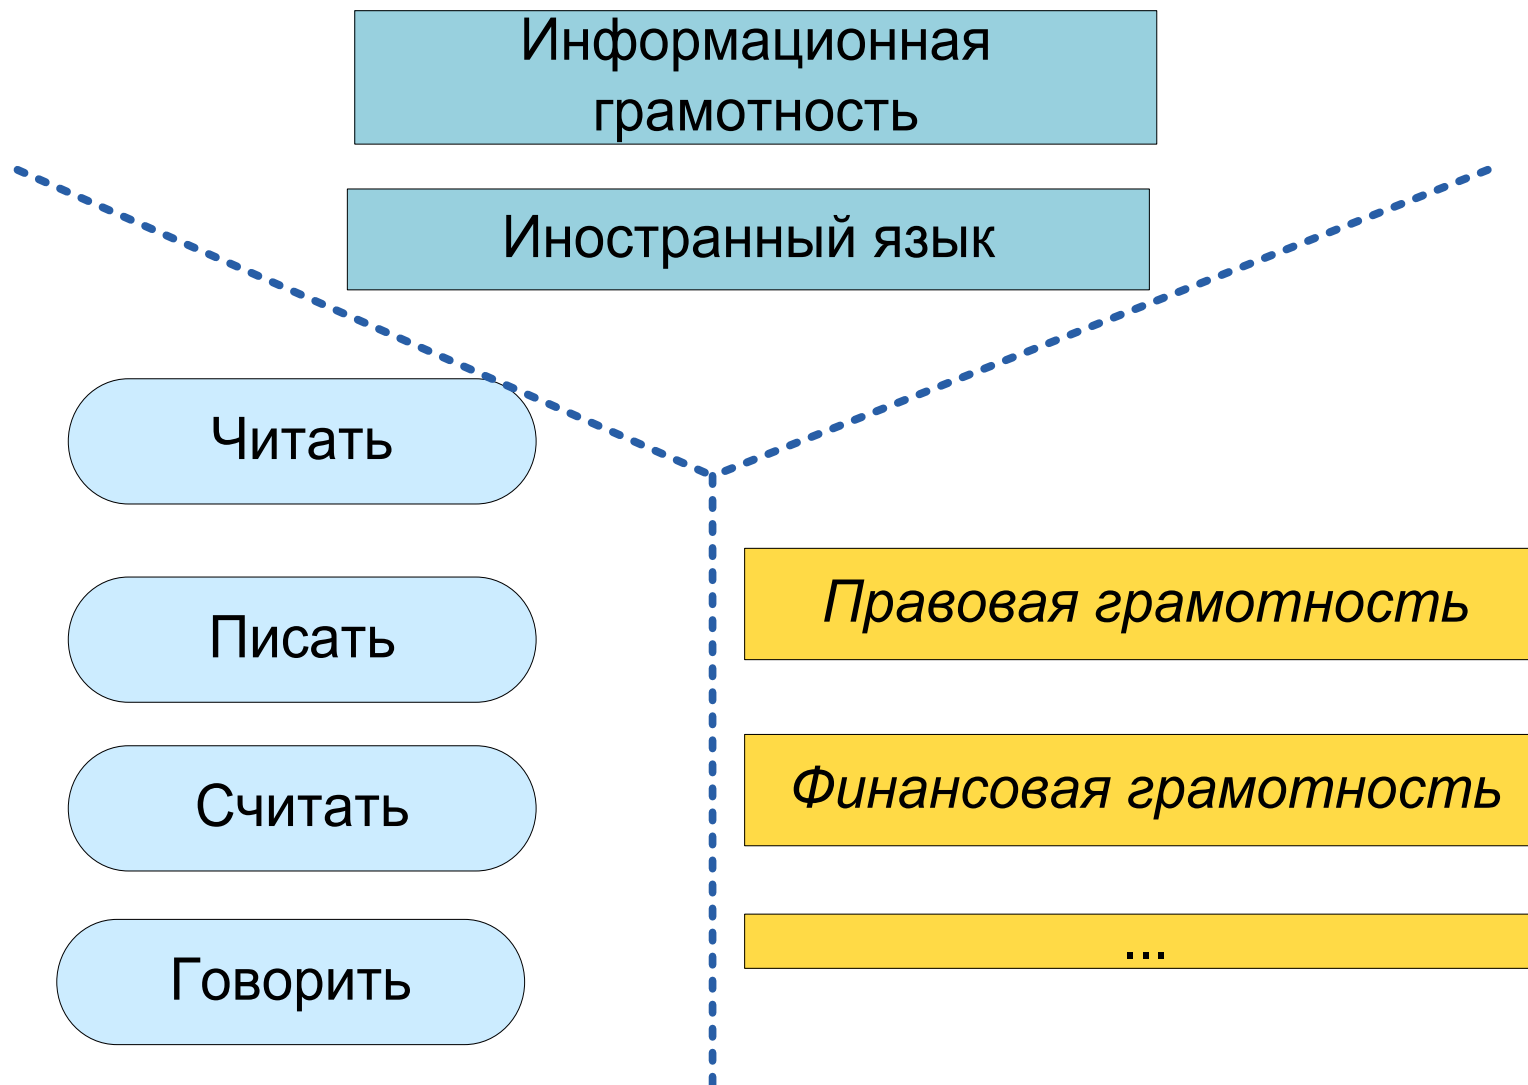 Информационная
грамотность
Иностранный язык
Читать
Писать
Считать
Говорить
Правовая грамотность
Финансовая грамотность
...